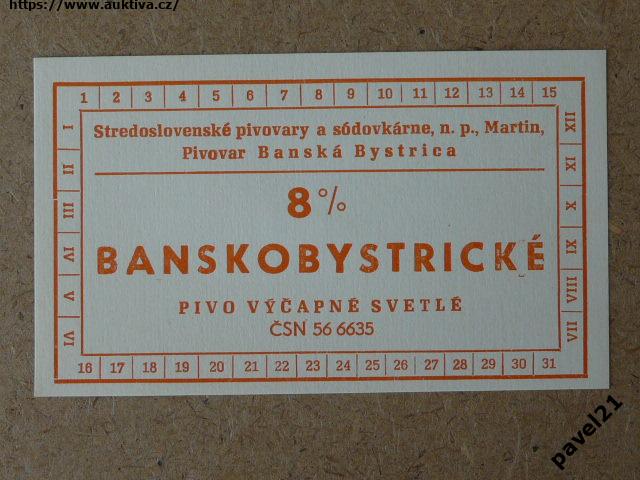 https://www.auktiva.cz/
1 2 3 4 5 6 7 8 9 10 11 12 13 14 15
I II III IV V VI
Stredoslovenské pivovary a sódovkárne, n. p., Martin,
Pivovar Banská Bystrica
8%
BANSKOBYSTRICKÉ
PIVO VÝČAPNÉ SVETLÉ
ČSN 56 6635
XII XI X IX VIII VII
16 17 18 19 20 21 22 23 24 25 26 27 28 29 30 31
pavel21